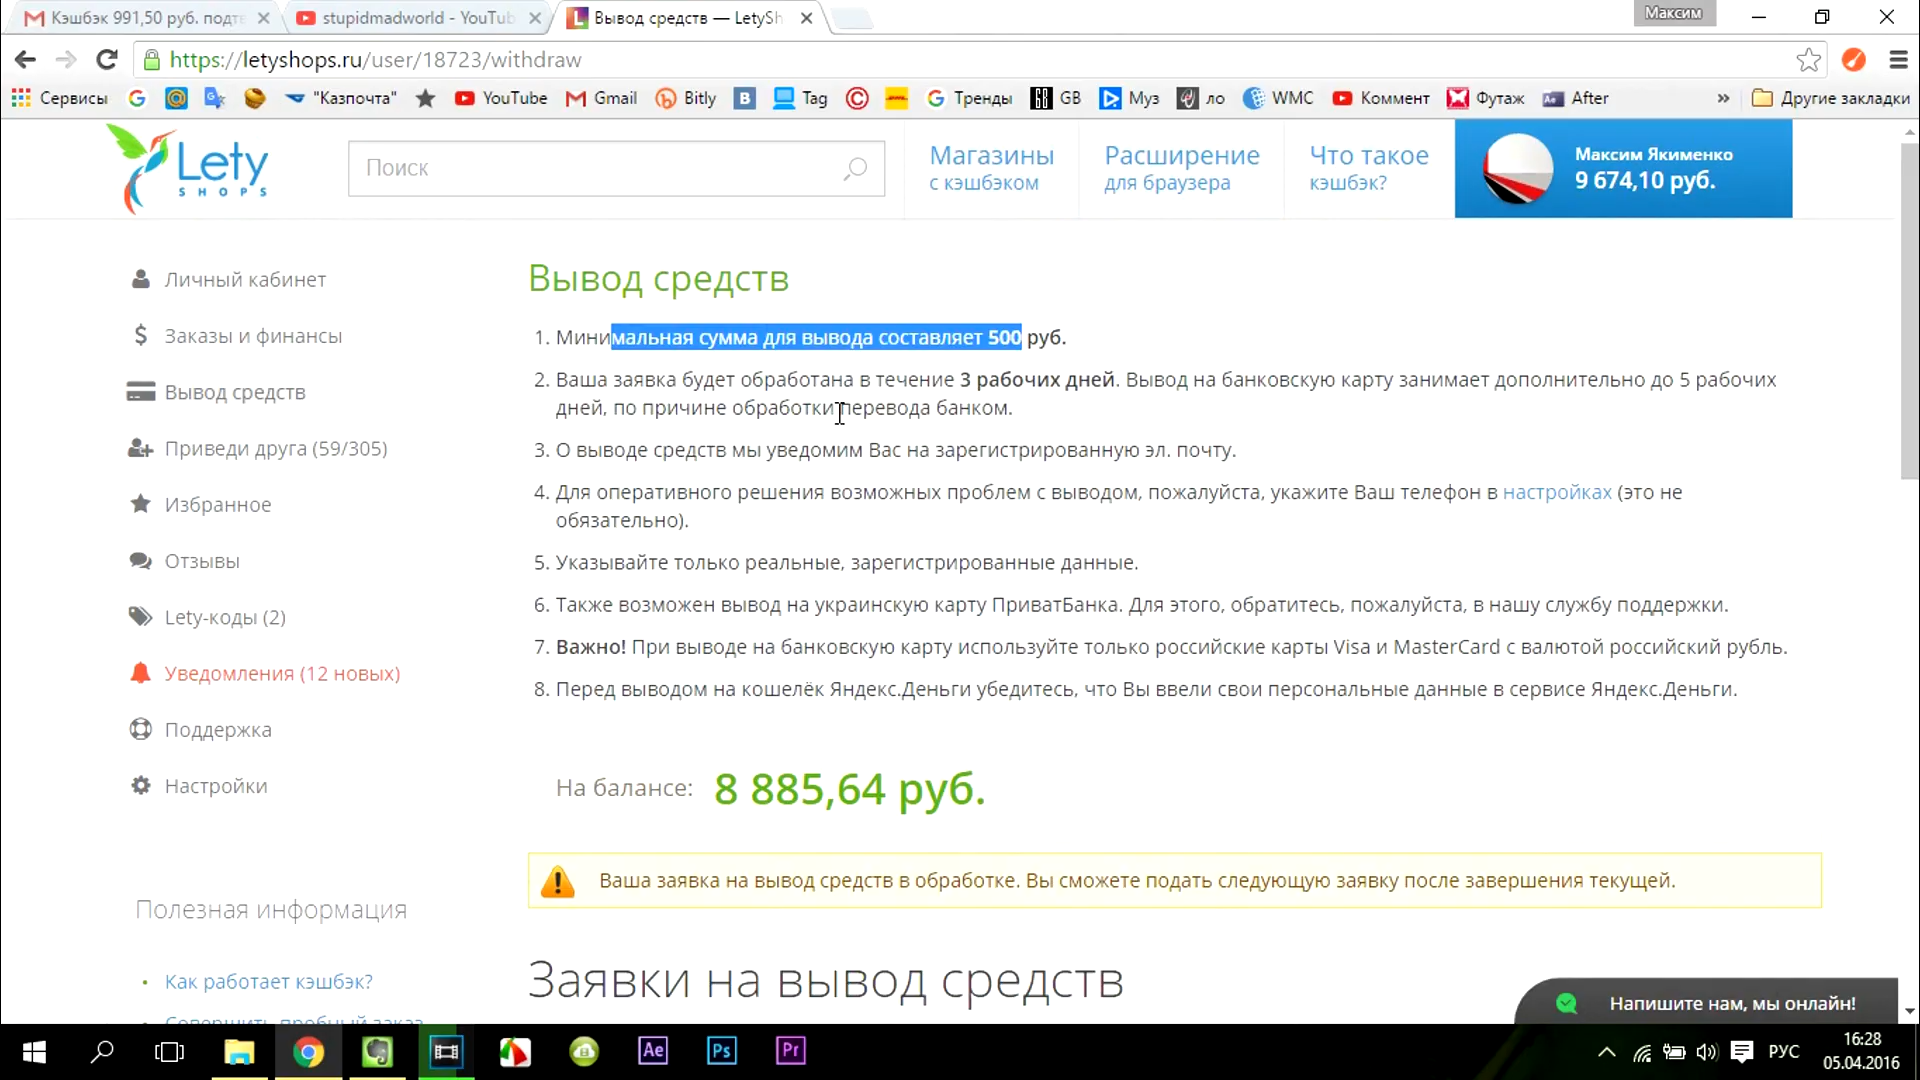 Кэшбэк 991,50 руб. подтв
stupidmadworld - YouTub
Вывод средств — LetySh
Максим
https://letyshops.ru/user/18723/withdraw
Сервисы
"Казпочта"
YouTube
Gmail
Bitly
Tag
Тренды
GB
Муз
ло
WMC
Коммент
Футаж
After
»
Другие закладки
Lety
SHOPS
Поиск
Магазины
с кэшбэком
Расширение
для браузера
Что такое
кэшбэк?
Максим Якименко
9 674,10 руб.
Личный кабинет
Заказы и финансы
Вывод средств
Приведи друга (59/305)
Избранное
Отзывы
Lety-коды (2)
Уведомления (12 новых)
Поддержка
Настройки
Полезная информация
Как работает кэшбэк?
Совершить пробный заказ
Вывод средств
1. Минимальная сумма для вывода составляет 500 руб.
2. Ваша заявка будет обработана в течение 3 рабочих дней. Вывод на банковскую карту занимает дополнительно до 5 рабочих
дней, по причине обработки перевода банком.
3. О выводе средств мы уведомим Вас на зарегистрированную эл. почту.
4. Для оперативного решения возможных проблем с выводом, пожалуйста, укажите Ваш телефон в настройках (это не
обязательно).
5. Указывайте только реальные, зарегистрированные данные.
6. Также возможен вывод на украинскую карту ПриватБанка. Для этого, обратитесь, пожалуйста, в нашу службу поддержки.
7. Важно! При выводе на банковскую карту используйте только российские карты Visa и MasterCard с валютой российский рубль.
8. Перед выводом на кошелёк Яндекс.Деньги убедитесь, что Вы ввели свои персональные данные в сервисе Яндекс.Деньги.
На балансе: 8 885,64 руб.
Ваша заявка на вывод средств в обработке. Вы сможете подать следующую заявку после завершения текущей.
Заявки на вывод средств
Напишите нам, мы онлайн!
Ae
Ps
Pr
РУС
16:28
05.04.2016